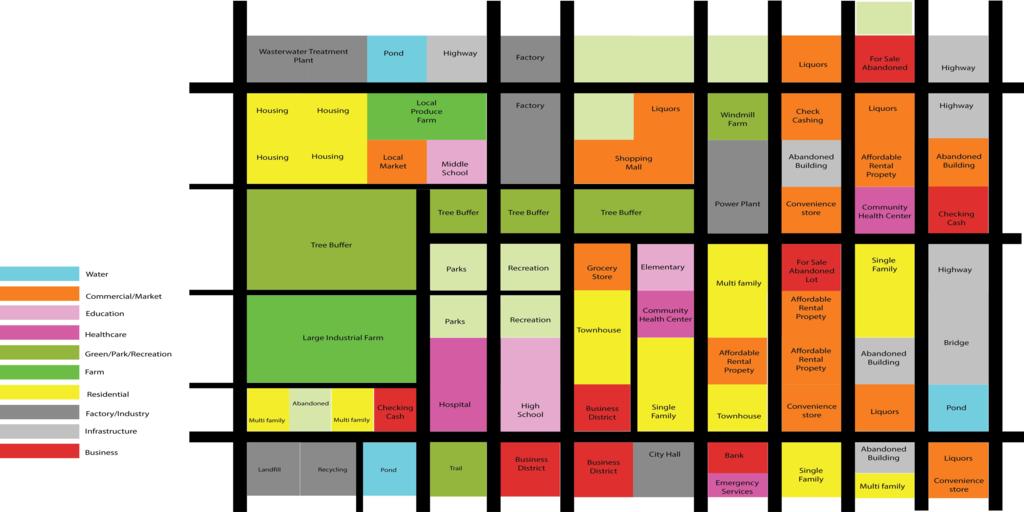 Wasterwater Treatment
Plant
Pond
Highway
Factory
Liquors
For Sale
Abandoned
Highway
Housing
Housing
Local
Produce
Farm
Factory
Liquors
Windmill
Farm
Check
Cashing
Liquors
Highway
Housing
Housing
Local
Market
Middle
School
Shopping
Mall
Power Plant
Abandoned
Building
Affordable
Rental
Propety
Abandoned
Building
Convenience
store
Community
Health Center
Checking
Cash
Tree Buffer
Tree Buffer
Tree Buffer
Tree Buffer
Parks
Recreation
Grocery
Store
Elementary
Multi family
For Sale
Abandoned
Lot
Single
Family
Highway
Large Industrial Farm
Parks
Recreation
Townhouse
Community
Health Center
Affordable
Rental
Propety
Bridge
Affordable
Rental
Propety
Affordable
Rental
Propety
Abandoned
Building
Multi family
Abandoned
Multi family
Checking
Cash
Hospital
High
School
Business
District
Single
Family
Townhouse
Convenience
store
Liquors
Pond
Landfill
Recycling
Pond
Trail
Business
District
Business
District
City Hall
Bank
Emergency
Services
Single
Family
Abandoned
Building
Multi family
Liquors
Convenience
store
Water
Commercial/Market
Education
Healthcare
Green/Park/Recreation
Farm
Residential
Factory/Industry
Infrastructure
Business